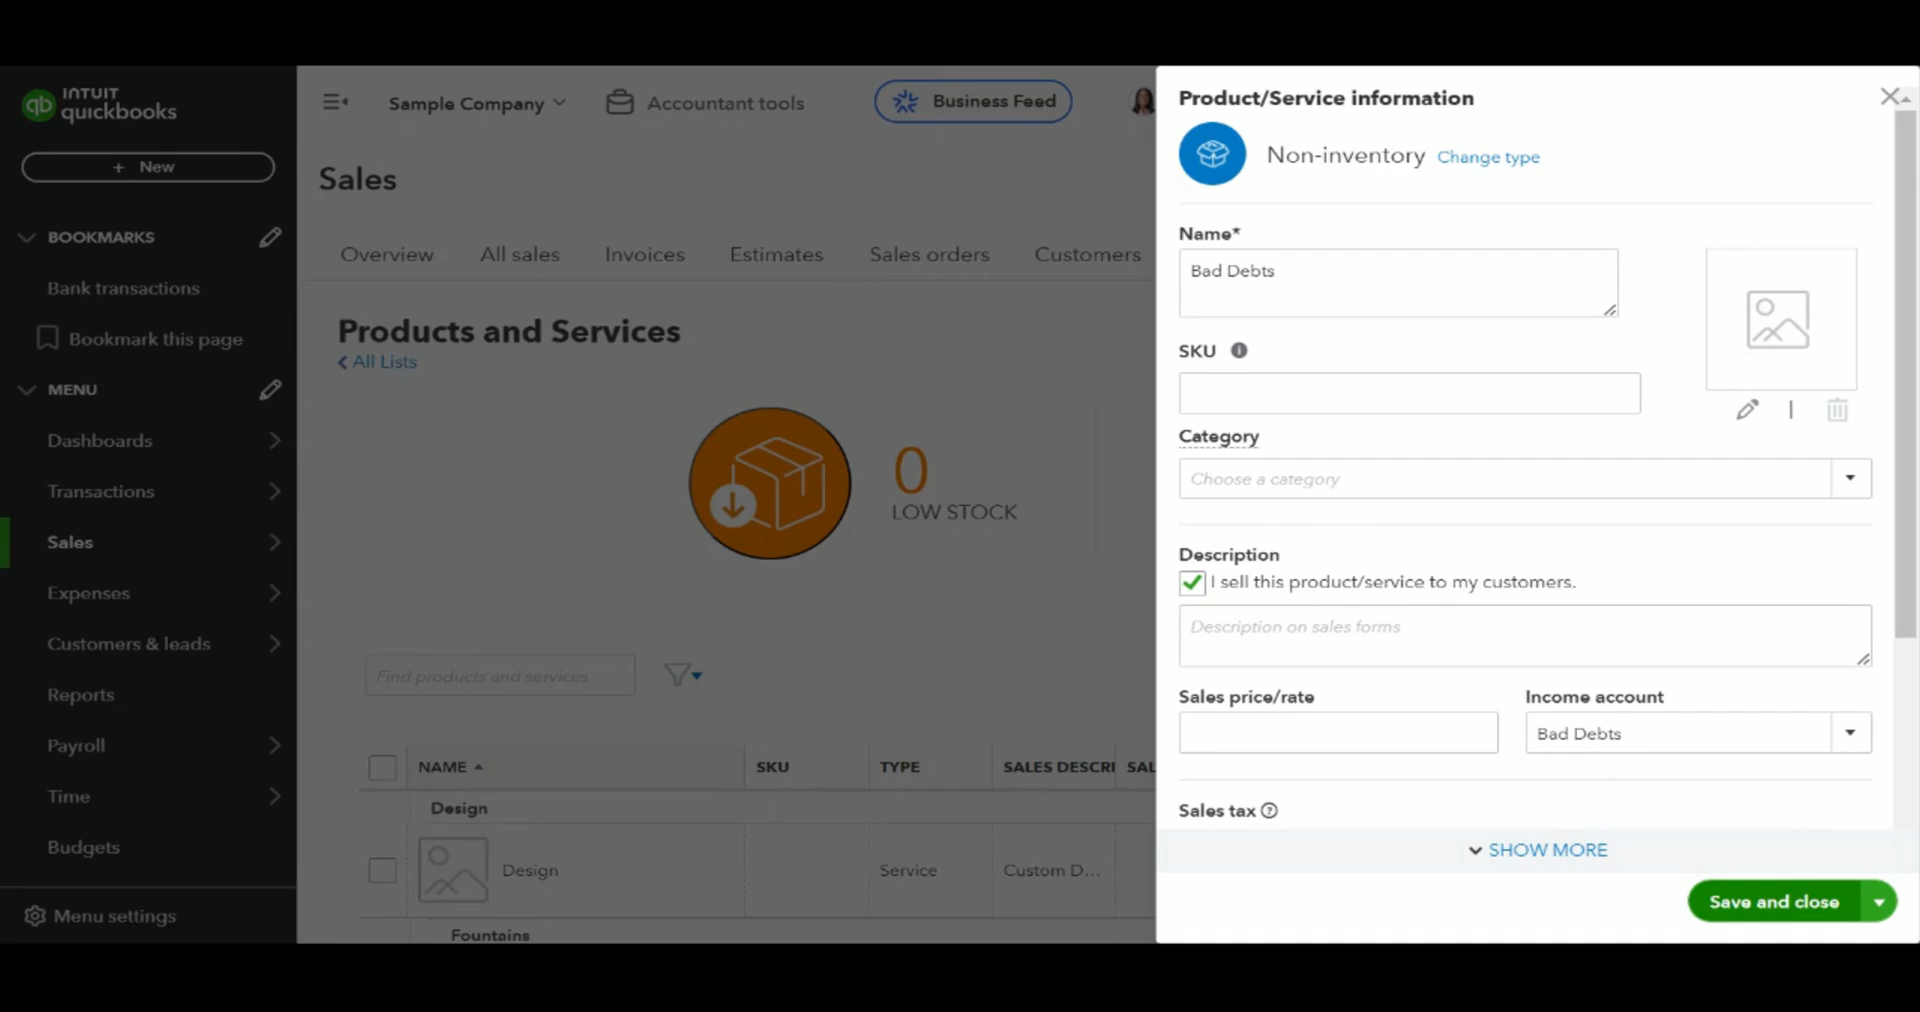 INTUIT
quickbooks
+ New
BOOKMARKS
Bank transactions
Bookmark this page
MENU
Dashboards
Transactions
Sales
Expenses
Customers & leads
Reports
Payroll
Time
Budgets
Menu settings
Sample Company
Accountant tools
Business Feed
Sales
Overview All sales Invoices Estimates Sales orders Customers
Products and Services
All Lists
0
LOW STOCK
Find products and services
NAME SKU TYPE SALES DESCRI SAL
Design
Design Service Custom D...
Fountains
Product/Service information
Non-inventory Change type
Name*
Bad Debts
SKU
Category
Choose a category
Description
I sell this product/service to my customers.
Description on sales forms
Sales price/rate Income account
Bad Debts
Sales tax
SHOW MORE
Save and close